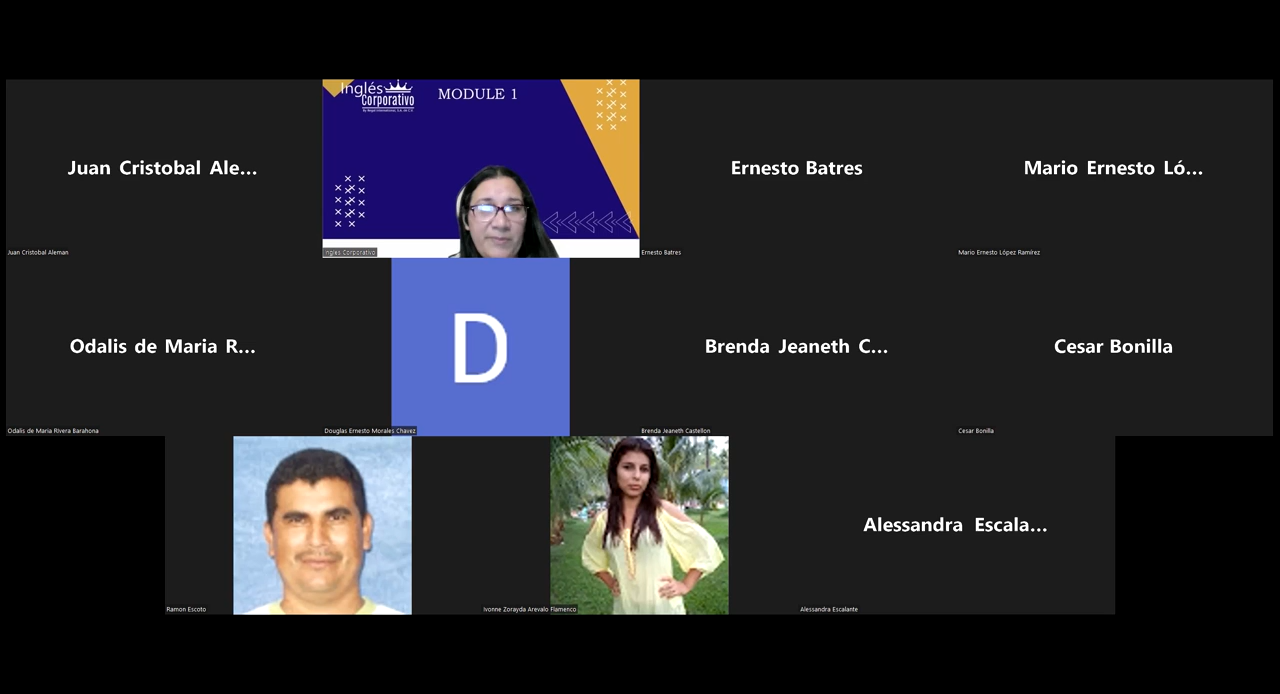 Juan Cristobal Ale...
Juan Cristobal Aleman
Inglés
Corporativo
MODULE 1
Inglés Corporativo
Ernesto Batres
Ernesto Batres
Mario Ernesto Ló...
Mario Ernesto López Ramírez
Odalis de Maria R...
Odalis de Maria Rivera Barahona
D
Douglas Ernesto Morales Chavez
Brenda Jeaneth C...
Brenda Jeaneth Castellon
Cesar Bonilla
Cesar Bonilla
Ramon Escoto
Ivonne Zorayda Arevalo Flamenco
Alessandra Escala...
Alessandra Escalante